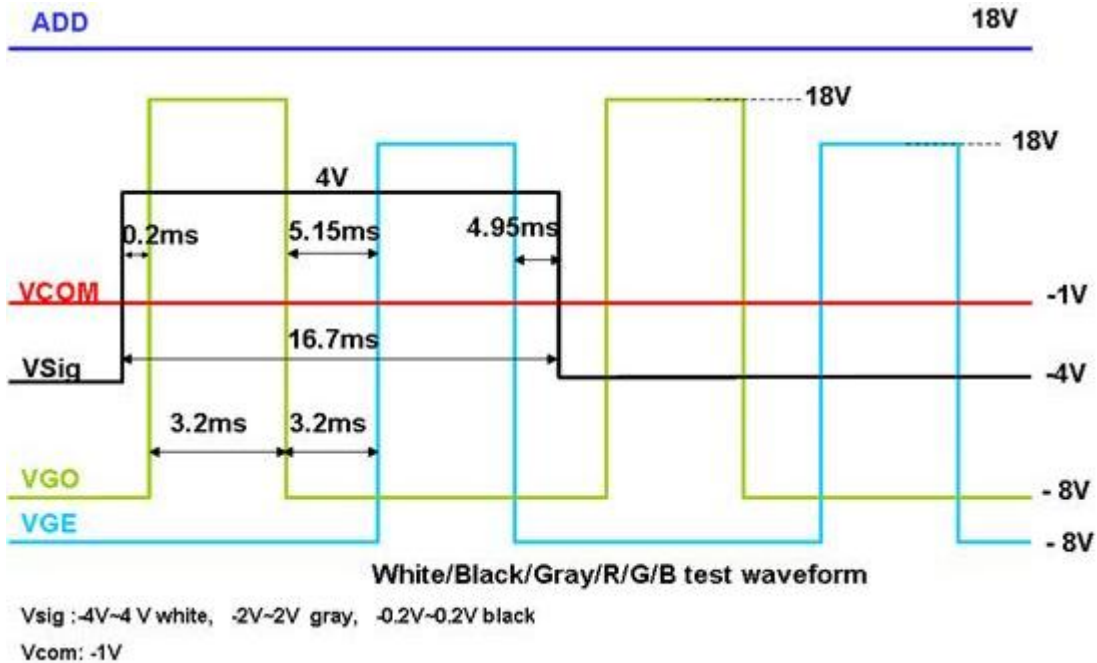 ADD 18V
18V
18V
4V
0.2ms 5.15ms 4.95ms
VCOM -1V
16.7ms
VSig -4V
3.2ms 3.2ms
VGO - 8V
VGE - 8V
White/Black/Gray/R/G/B test waveform
Vsig :-4V~4 V white, -2V~2V gray, -0.2V~0.2V black
Vcom: -1V